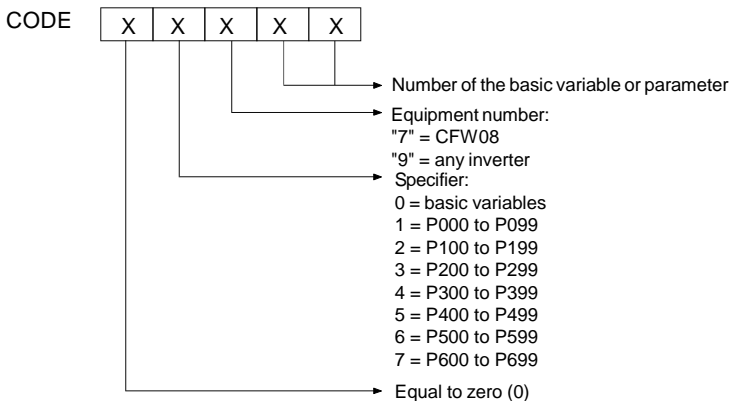 CODE X X X X X
Number of the basic variable or parameter
Equipment number:
"7" = CFW08
"9" = any inverter
Specifier:
0 = basic variables
1 = P000 to P099
2 = P100 to P199
3 = P200 to P299
4 = P300 to P399
5 = P400 to P499
6 = P500 to P599
7 = P600 to P699
Equal to zero (0)